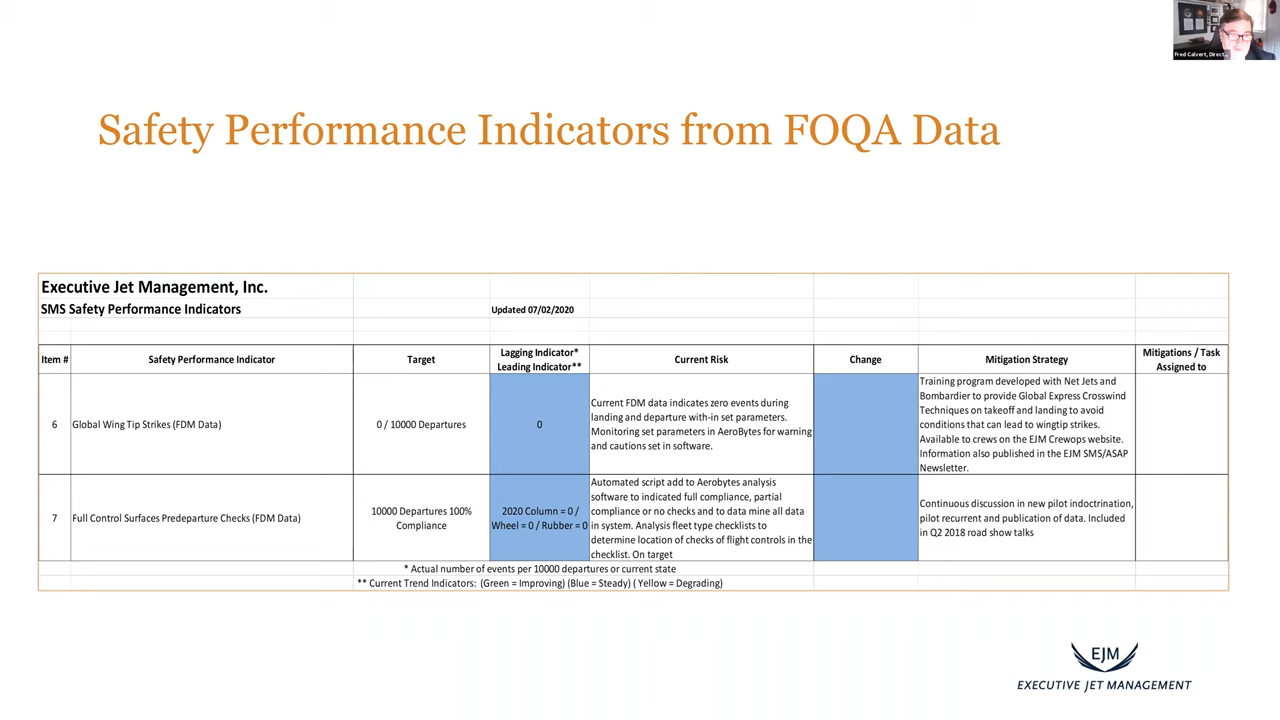 Fred Calvert, Direct...
Safety Performance Indicators from FOQA Data
Executive Jet Management, Inc.
SMS Safety Performance Indicators
Updated 07/02/2020
Item #
Safety Performance Indicator
Target
Lagging Indicator*
Leading Indicator**
Current Risk
Change
Mitigation Strategy
Mitigations / Task
Assigned to
6
Global Wing Tip Strikes (FDM Data)
0 / 10000 Departures
0
Current FDM data indicates zero events during
landing and departure with-in set parameters.
Monitoring set parameters in AeroBytes for warning
and cautions set in software.
Training program developed with Net Jets and
Bombardier to provide Global Express Crosswind
Techniques on takeoff and landing to avoid
conditions that can lead to wingtip strikes.
Available to crews on the EJM Crewops website.
Information also published in the EJM SMS/ASAP
Newsletter.
7
Full Control Surfaces Predeparture Checks (FDM Data)
10000 Departures 100%
Compliance
2020 Column = 0 /
Wheel = 0 / Rubber = 0
Automated script add to Aerobytes analysis
software to indicated full compliance, partial
compliance or no checks and to data mine all data
in system. Analysis fleet type checklists to
determine location of checks of flight controls in the
checklist. On target
Continuous discussion in new pilot indoctrination,
pilot recurrent and publication of data. Included
in Q2 2018 road show talks
* Actual number of events per 10000 departures or current state
** Current Trend Indicators: (Green = Improving) (Blue = Steady) ( Yellow = Degrading)
EJM
EXECUTIVE JET MANAGEMENT